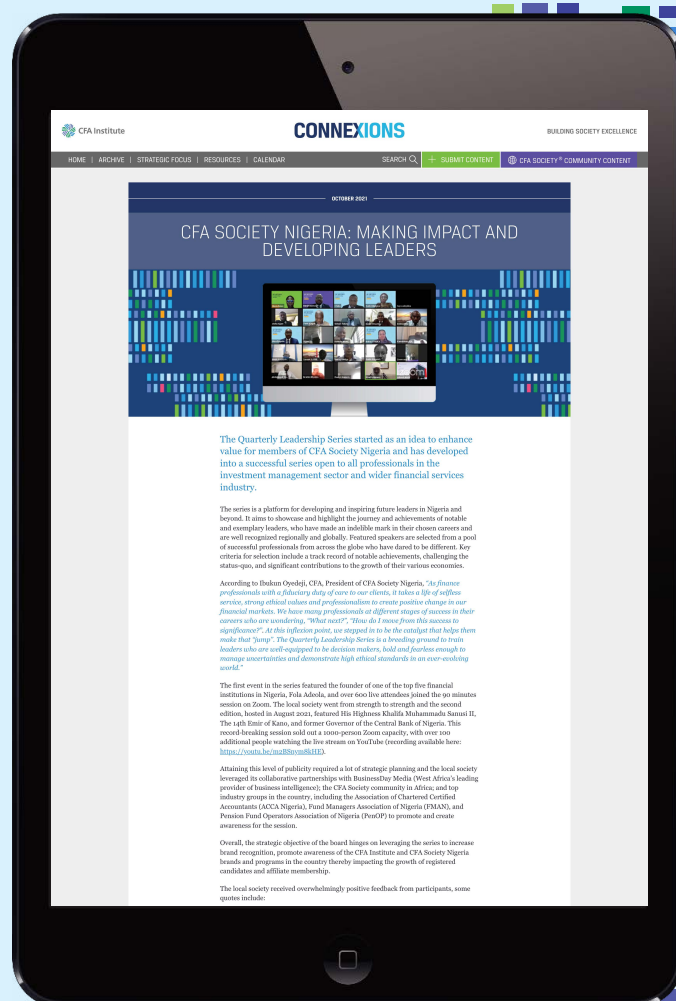 CFA Institute
CONNEXIONS
BUILDING SOCIETY EXCELLENCE
HOME | ARCHIVE | STRATEGIC FOCUS | RESOURCES | CALENDAR
SEARCH
+ SUBMIT CONTENT
CFA SOCIETY® COMMUNITY CONTENT
OCTOBER 2021
CFA SOCIETY NIGERIA: MAKING IMPACT AND
DEVELOPING LEADERS
The Quarterly Leadership Series started as an idea to enhance
value for members of CFA Society Nigeria and has developed
into a successful series open to all professionals in the
investment management sector and wider financial services
industry.
The series is a platform for developing and inspiring future leaders in Nigeria and
beyond. It aims to showcase and highlight the journey and achievements of notable
and exemplary leaders, who have made an indelible mark in their chosen careers and
are well recognized regionally and globally. Featured speakers are selected from a pool
of successful professionals from across the globe who have dared to be different. Key
criteria for selection include a track record of notable achievements, challenging the
status-quo, and significant contributions to the growth of their various economies.
According to Ibukun Oyedeji, CFA, President of CFA Society Nigeria, "As finance
professionals with a fiduciary duty of care to our clients, it takes a life of selfless
service, strong ethical values and professionalism to create positive change in our
financial markets. We have many professionals at different stages of success in their
careers who are wondering, "What next?", "How do I move from this success to
significance?". At this inflexion point, we stepped in to be the catalyst that helps them
make that "jump". The Quarterly Leadership Series is a breeding ground to train
leaders who are well-equipped to be decision makers, bold and fearless enough to
manage uncertainties and demonstrate high ethical standards in an ever-evolving
world."
The first event in the series featured the founder of one of the top five financial
institutions in Nigeria, Fola Adeola, and over 600 live attendees joined the 90 minutes
session on Zoom. The local society went from strength to strength and the second
edition, hosted in August 2021, featured His Highness Khalifa Muhammadu Sanusi II,
The 14th Emir of Kano, and former Governor of the Central Bank of Nigeria. This
record-breaking session sold out a 1000-person Zoom capacity, with over 100
additional people watching the live stream on YouTube (recording available here:
https://youtu.be/m2BSnym8kHE).
Attaining this level of publicity required a lot of strategic planning and the local society
leveraged its collaborative partnerships with BusinessDay Media (West Africa's leading
provider of business intelligence); the CFA Society community in Africa; and top
industry groups in the country, including the Association of Chartered Certified
Accountants (ACCA Nigeria), Fund Managers Association of Nigeria (FMAN), and
Pension Fund Operators Association of Nigeria (PenOP) to promote and create
awareness for the session.
Overall, the strategic objective of the board hinges on leveraging the series to increase
brand recognition, promote awareness of the CFA Institute and CFA Society Nigeria
brands and programs in the country thereby impacting the growth of registered
candidates and affiliate membership.
The local society received overwhelmingly positive feedback from participants, some
quotes include: